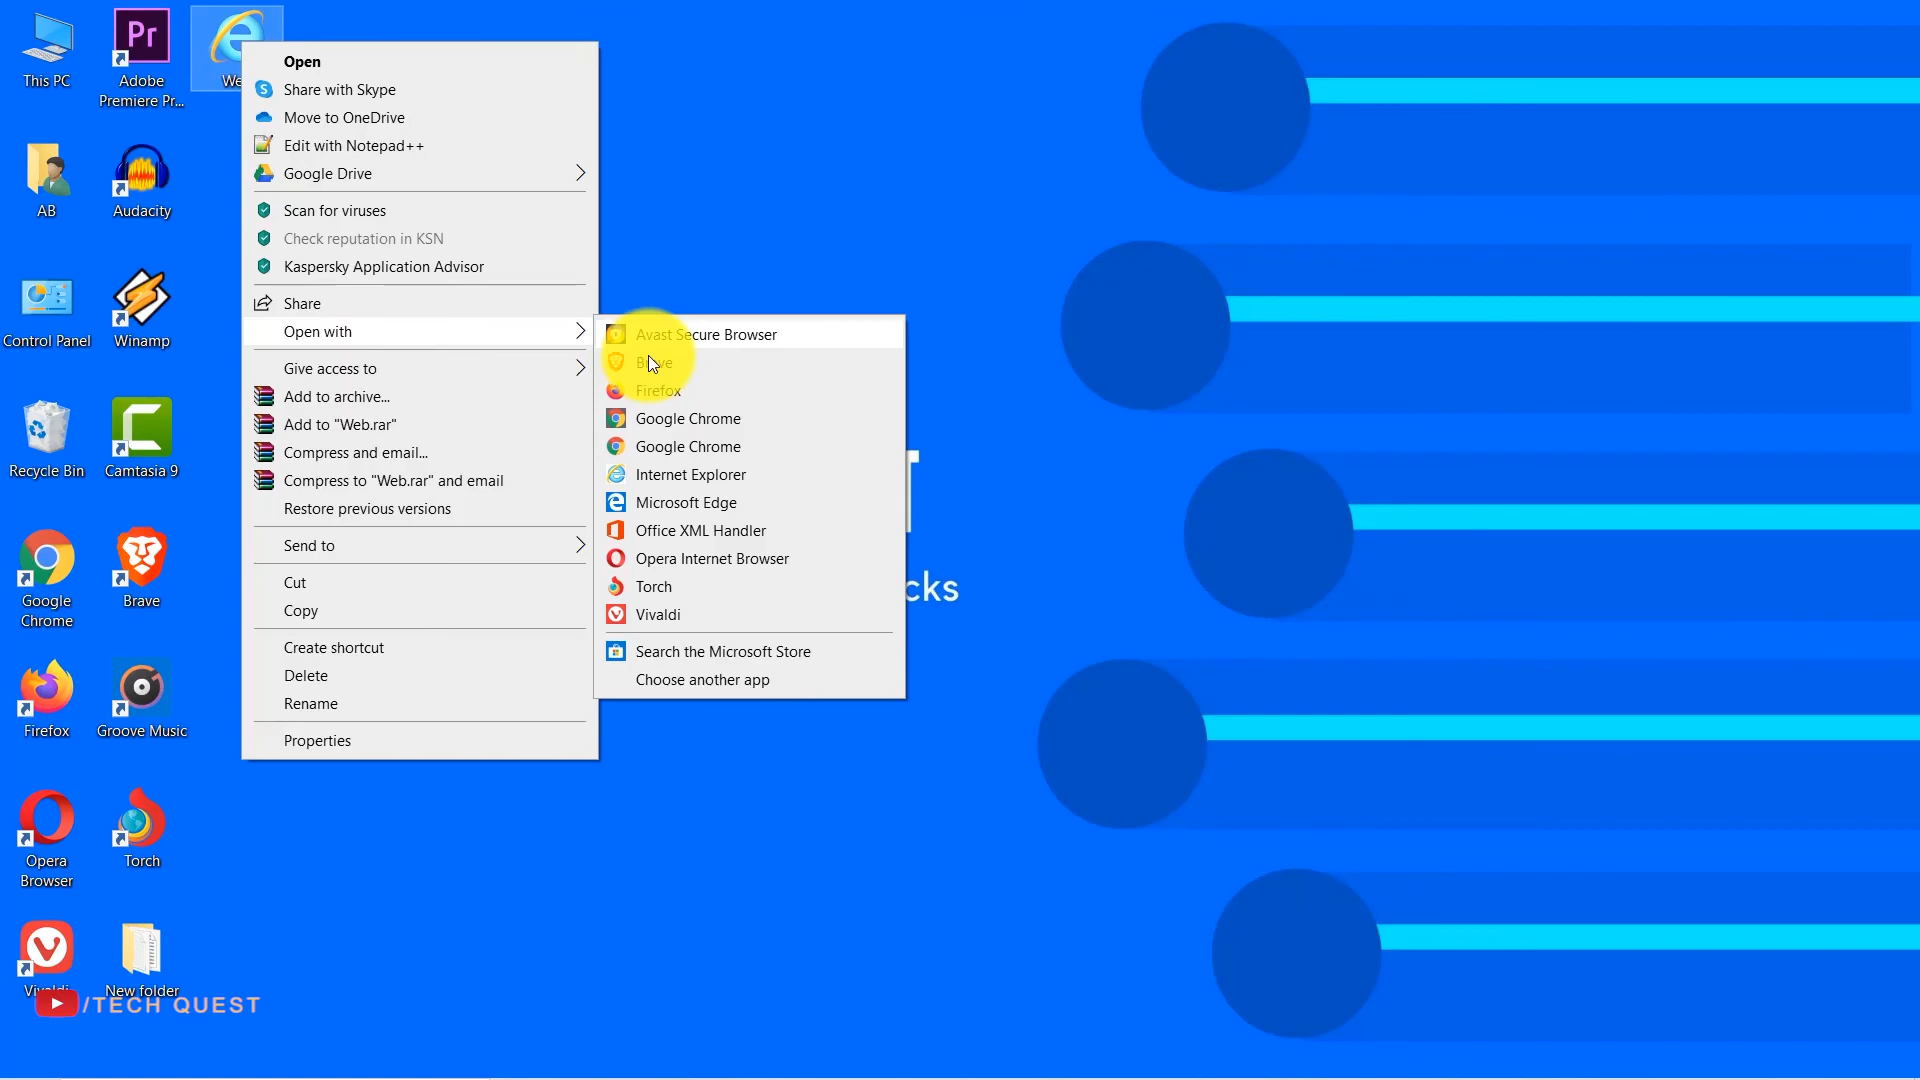 This PC
Pr
Adobe
Premiere Pr...
AB
Audacity
Control Panel
Winamp
Recycle Bin
Camtasia 9
Google
Chrome
Brave
Firefox
Groove Music
Opera
Browser
Torch
New folder
/TECH QUEST
Open
Share with Skype
Move to OneDrive
Edit with Notepad++
Google Drive
Scan for viruses
Check reputation in KSN
Kaspersky Application Advisor
Share
Open with
Give access to
Add to archive...
Add to "Web.rar"
Compress and email...
Compress to "Web.rar" and email
Restore previous versions
Send to
Cut
Copy
Create shortcut
Delete
Rename
Properties
Avast Secure Browser
Brave
Firefox
Google Chrome
Google Chrome
Internet Explorer
Microsoft Edge
Office XML Handler
Opera Internet Browser
Torch
Vivaldi
Search the Microsoft Store
Choose another app